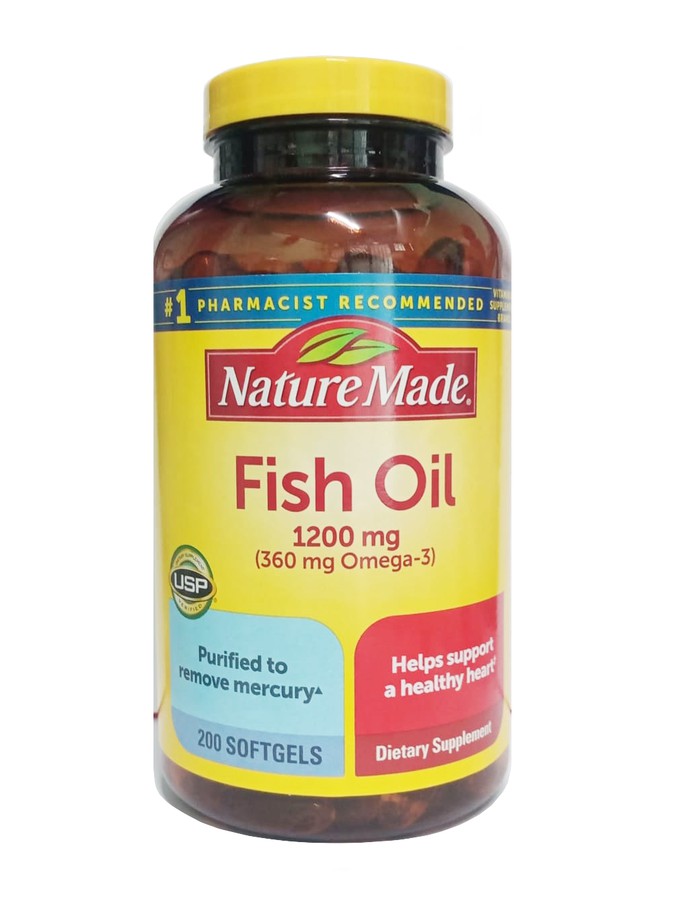 #1 PHARMACIST RECOMMENDED
Nature Made
Fish Oil
1200 mg
(360 mg Omega-3)
USP
VERIFIED
Purified to
remove mercury▲
200 SOFTGELS
Helps support
a healthy heart
Dietary Supplement